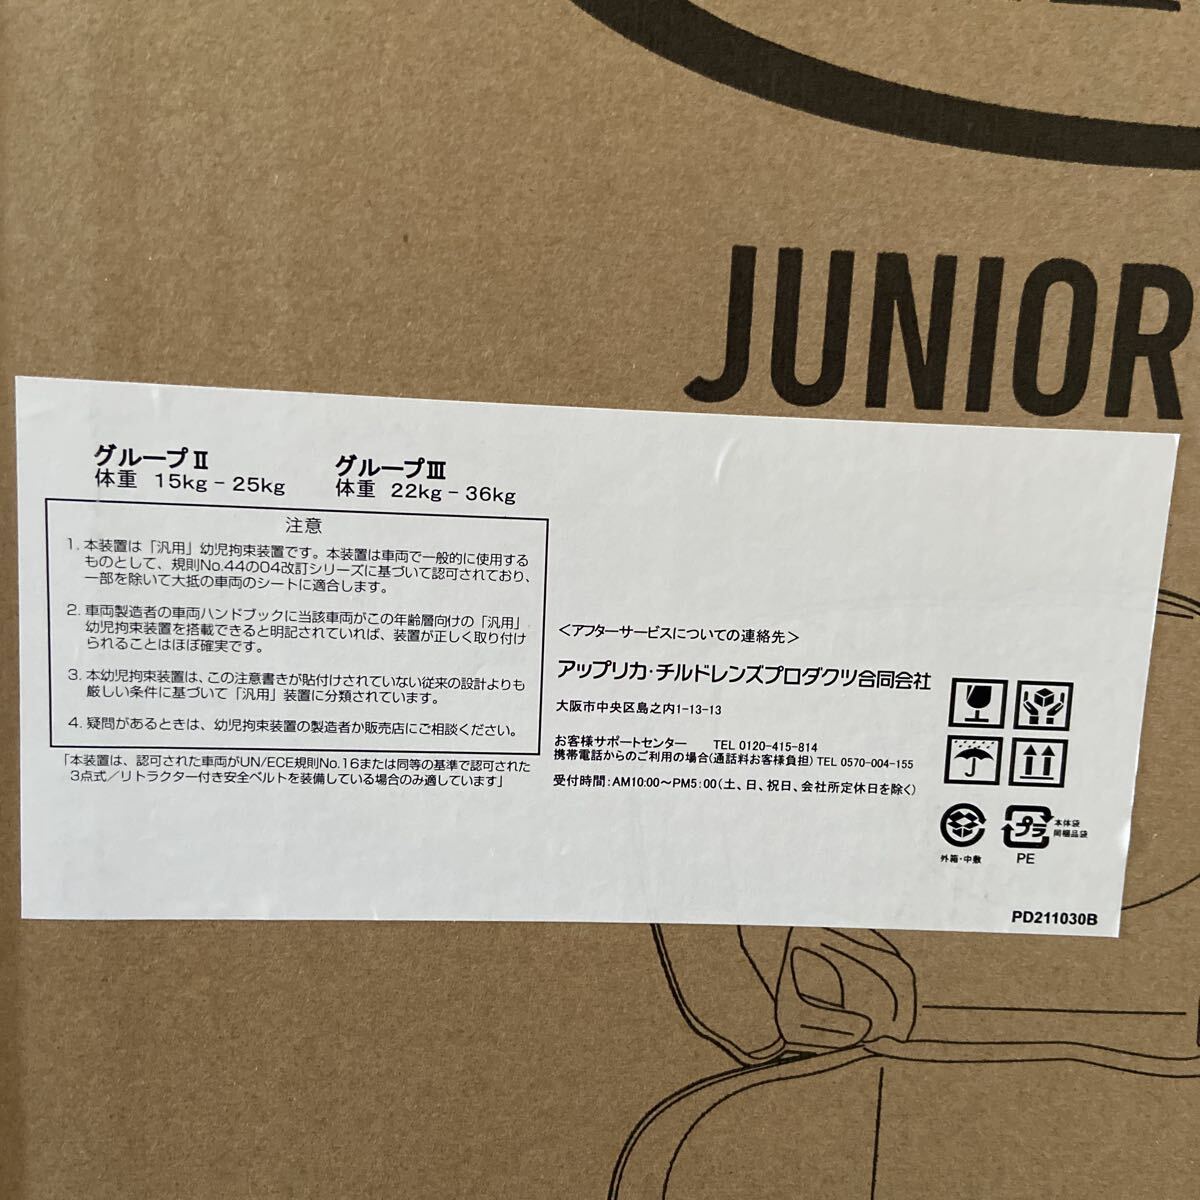 JUNIOR
グループⅡ
体重 15kg - 25kg
グループⅢ
体重 22kg - 36kg
注意
1. 本装置は「汎用」幼児拘束装置です。本装置は車両で一般的に使用する
ものとして、規則No.44の04改訂シリーズに基づいて認可されており、
一部を除いて大抵の車両のシートに適合します。
2. 車両製造者の車両ハンドブックに当該車両がこの年齢層向けの「汎用」
幼児拘束装置を搭載できると明記されていれば、装置が正しく取り付け
られることはほぼ確実です。
3. 本幼児拘束装置は、この注意書きが貼付けされていない従来の設計よりも
厳しい条件に基づいて「汎用」装置に分類されています。
4. 疑問があるときは、幼児拘束装置の製造者か販売店にご相談ください。
「本装置は、認可された車両がUN/ECE規則No.16または同等の基準で認可された
3点式／リトラクター付き安全ベルトを装備している場合のみ適しています」
＜アフターサービスについての連絡先＞
アップリカ・チルドレンズプロダクツ合同会社
大阪市中央区島之内1-13-13
お客様サポートセンター TEL 0120-415-814
携帯電話からのご利用の場合(通話料お客様負担) TEL 0570-004-155
受付時間：AM10:00～PM5:00(土、日、祝日、会社所定休日を除く)
外箱・中敷
プラ
本体袋
同梱品袋
PE
PD211030B